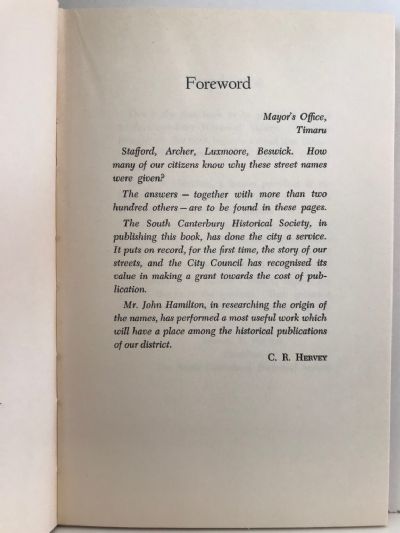 Foreword
Mayor's Office,
Timaru
Stafford, Archer, Luxmoore, Beswick. How
many of our citizens know why these street names
were given?
The answers — together with more than two
hundred others — are to be found in these pages.
The South Canterbury Historical Society, in
publishing this book, has done the city a service.
It puts on record, for the first time, the story of our
streets, and the City Council has recognised its
value in making a grant towards the cost of pub-
lication.
Mr. John Hamilton, in researching the origin of
the names, has performed a most useful work which
will have a place among the historical publications
of our district.
C. R. Hervey